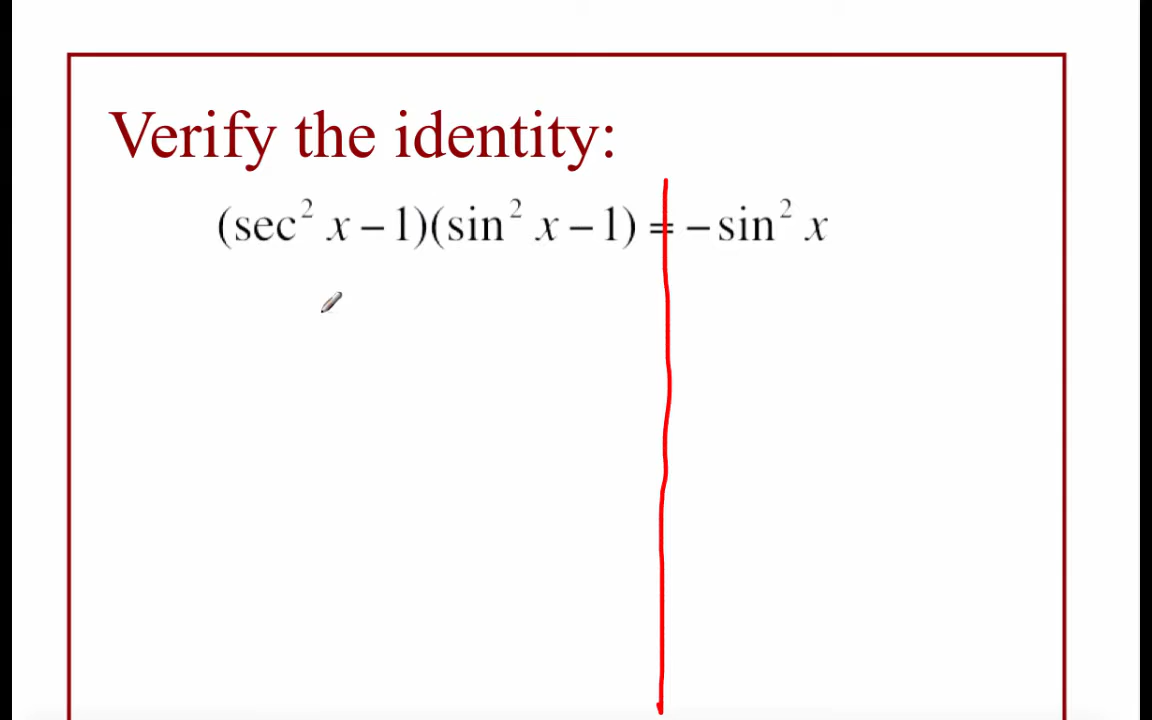 Verify the identity:
(sec² x – 1)(sin² x – 1) = – sin² x